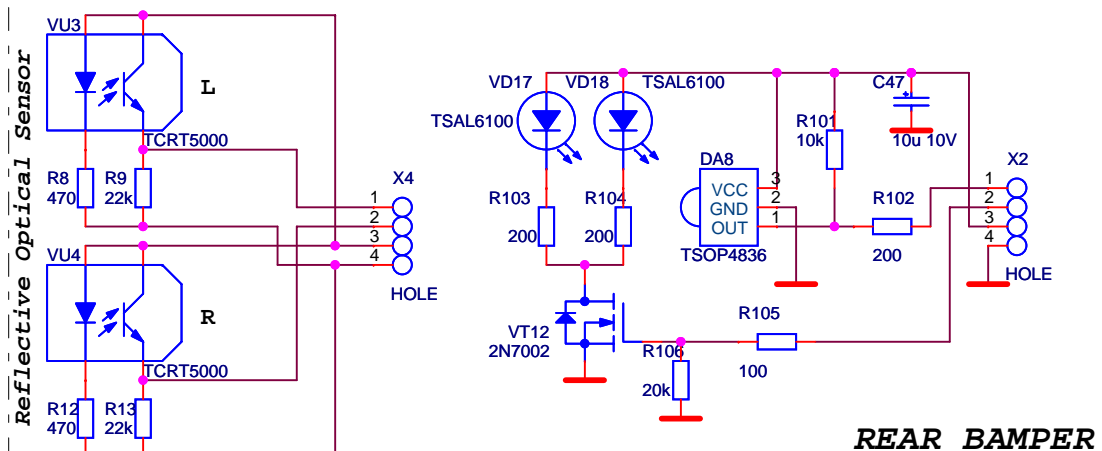 Reflective Optical Sensor
VU3
L
TCRT5000
R8
470
R9
22k
X4
1
2
3
4
HOLE
VU4
R
TCRT5000
R12
470
R13
22k
VD17
TSAL6100
VD18
TSAL6100
C47
10u 10V
R101
10k
DA8
VCC
GND
OUT
3
2
1
TSOP4836
R103
200
R104
200
R102
200
X2
1
2
3
4
HOLE
VT12
2N7002
R106
20k
R105
100
REAR BAMPER